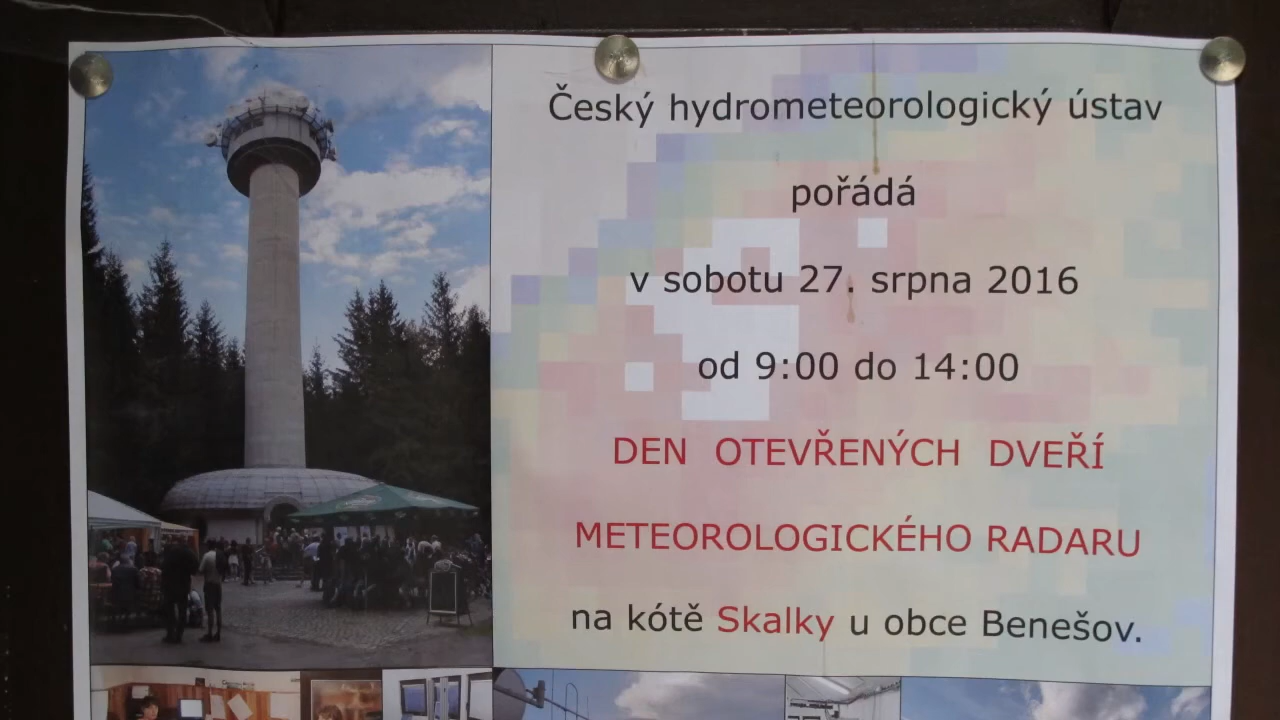 Český hydrometeorologický ústav
pořádá
v sobotu 27. srpna 2016
od 9:00 do 14:00
DEN OTEVŘENÝCH DVEŘÍ
METEOROLOGICKÉHO RADARU
na kótě Skalky u obce Benešov.